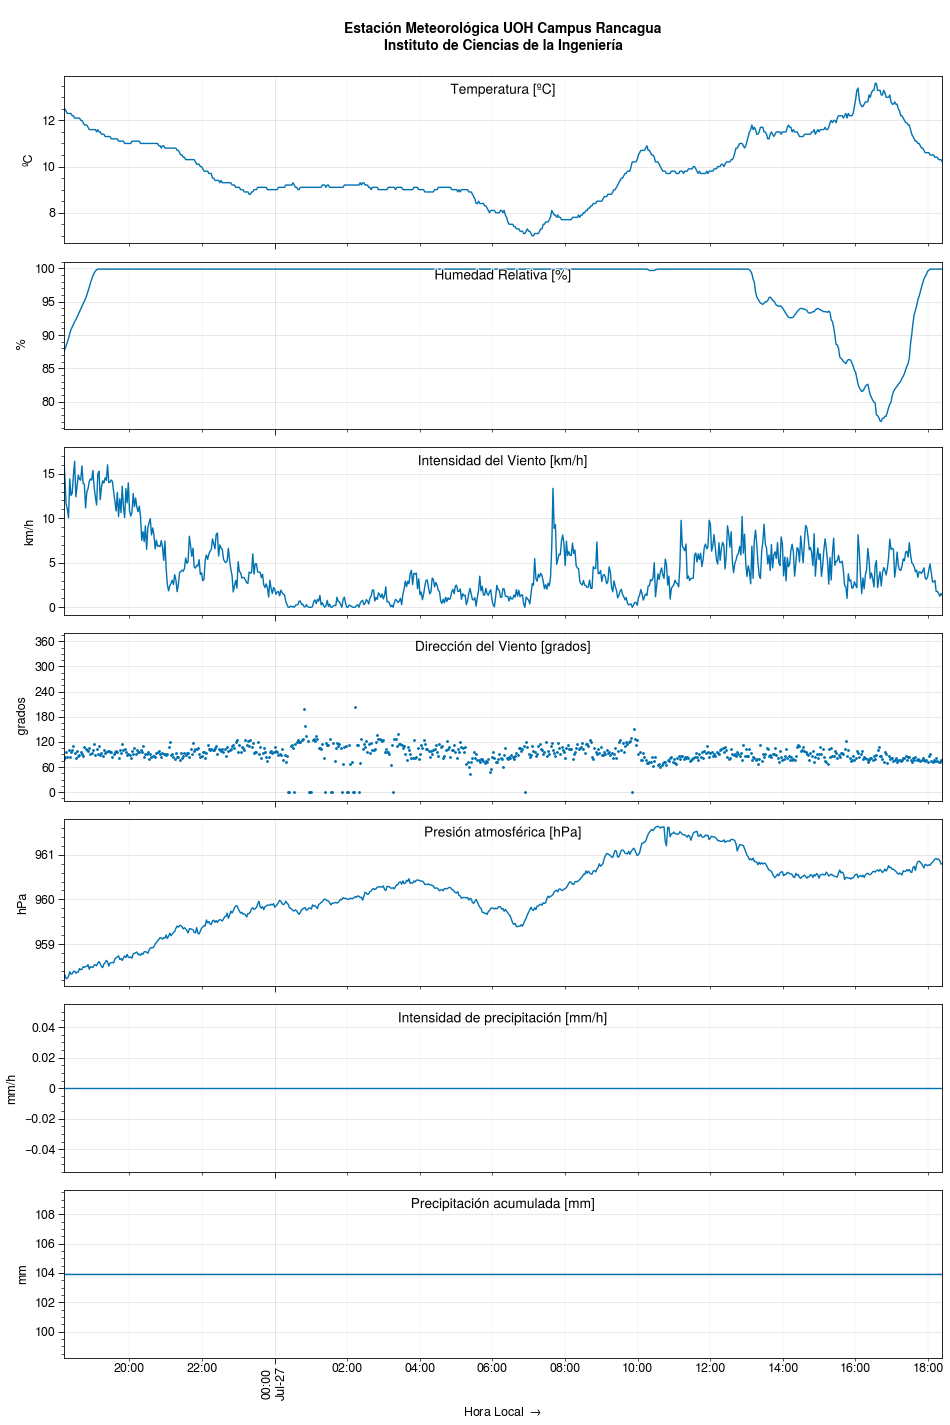 Estación Meteorológica UOH Campus Rancagua
Instituto de Ciencias de la Ingeniería
Temperatura [ºC]
12
10
8
ºC
Humedad Relativa [%]
100
95
90
85
80
%
Intensidad del Viento [km/h]
15
10
5
0
km/h
Dirección del Viento [grados]
360
300
240
180
120
60
0
grados
Presión atmosférica [hPa]
961
960
959
hPa
Intensidad de precipitación [mm/h]
0.04
0.02
0
−0.02
−0.04
mm/h
Precipitación acumulada [mm]
108
106
104
102
100
mm
20:00 22:00 00:00 02:00 04:00 06:00 08:00 10:00 12:00 14:00 16:00 18:00
Jul-27
Hora Local →